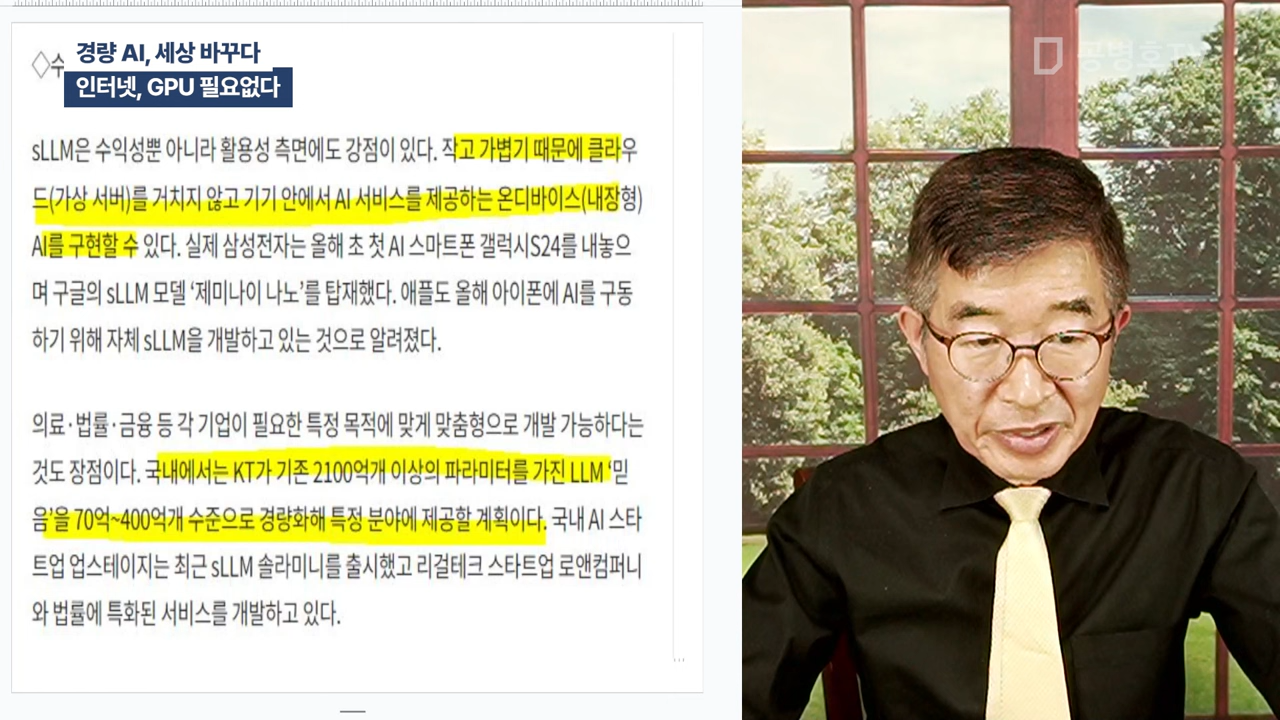 경량 AI, 세상 바꾸다
인터넷, GPU 필요없다
◇수
sLLM은 수익성뿐 아니라 활용성 측면에도 강점이 있다. 작고 가볍기 때문에 클라우
드(가상 서버)를 거치지 않고 기기 안에서 AI 서비스를 제공하는 온디바이스(내장형)
AI를 구현할 수 있다. 실제 삼성전자는 올해 초 첫 AI 스마트폰 갤럭시S24를 내놓으
며 구글의 sLLM 모델 ‘제미나이 나노’를 탑재했다. 애플도 올해 아이폰에 AI를 구동
하기 위해 자체 sLLM을 개발하고 있는 것으로 알려졌다.
의료·법률·금융 등 각 기업이 필요한 특정 목적에 맞게 맞춤형으로 개발 가능하다는
것도 장점이다. 국내에서는 KT가 기존 2100억개 이상의 파라미터를 가진 LLM ‘믿
음’을 70억~400억개 수준으로 경량화해 특정 분야에 제공할 계획이다. 국내 AI 스타
트업 업스테이지는 최근 sLLM 솔라미니를 출시했고 리걸테크 스타트업 로앤컴퍼니
와 법률에 특화된 서비스를 개발하고 있다.
공병호TV